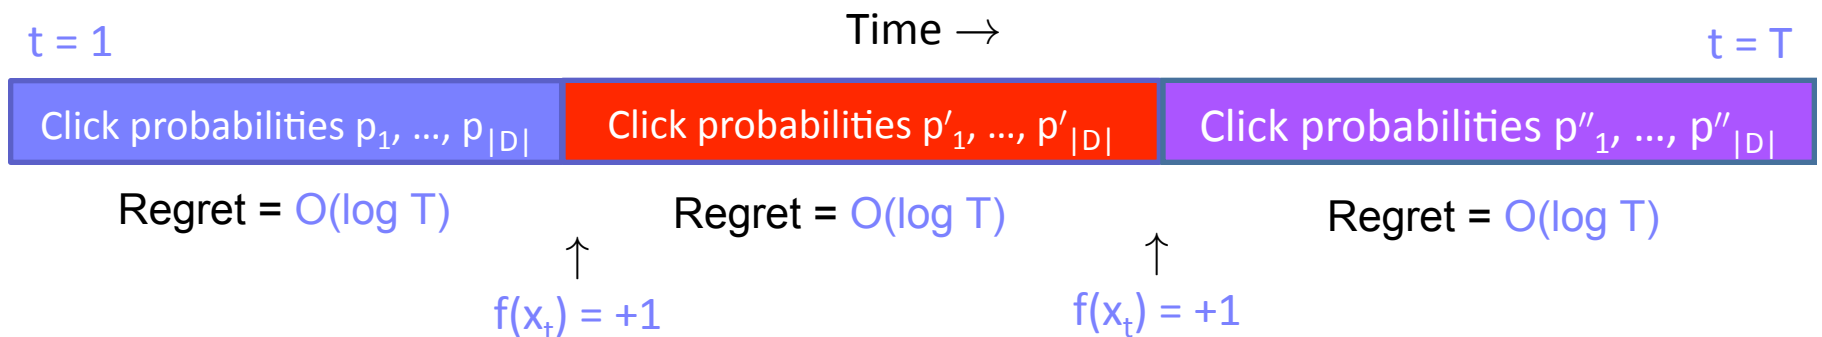 Time →
t = 1
t = T
Click probabilities p₁, ..., p|D|
Click probabilities p′₁, ..., p′|D|
Click probabilities p″₁, ..., p″|D|
Regret = O(log T)
Regret = O(log T)
Regret = O(log T)
↑
↑
f(xₜ) = +1
f(xₜ) = +1